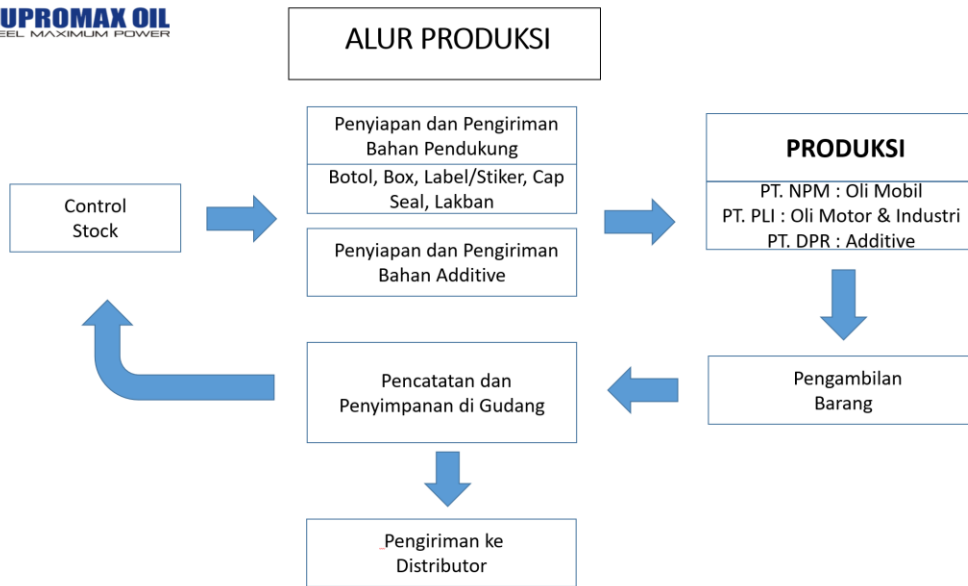 UPROMAX OIL
EEL MAXIMUM POWER
ALUR PRODUKSI
Control
Stock
Penyiapan dan Pengiriman
Bahan Pendukung
Botol, Box, Label/Stiker, Cap
Seal, Lakban
Penyiapan dan Pengiriman
Bahan Additive
PRODUKSI
PT. NPM : Oli Mobil
PT. PLI : Oli Motor & Industri
PT. DPR : Additive
Pengambilan
Barang
Pencatatan dan
Penyimpanan di Gudang
Pengiriman ke
Distributor